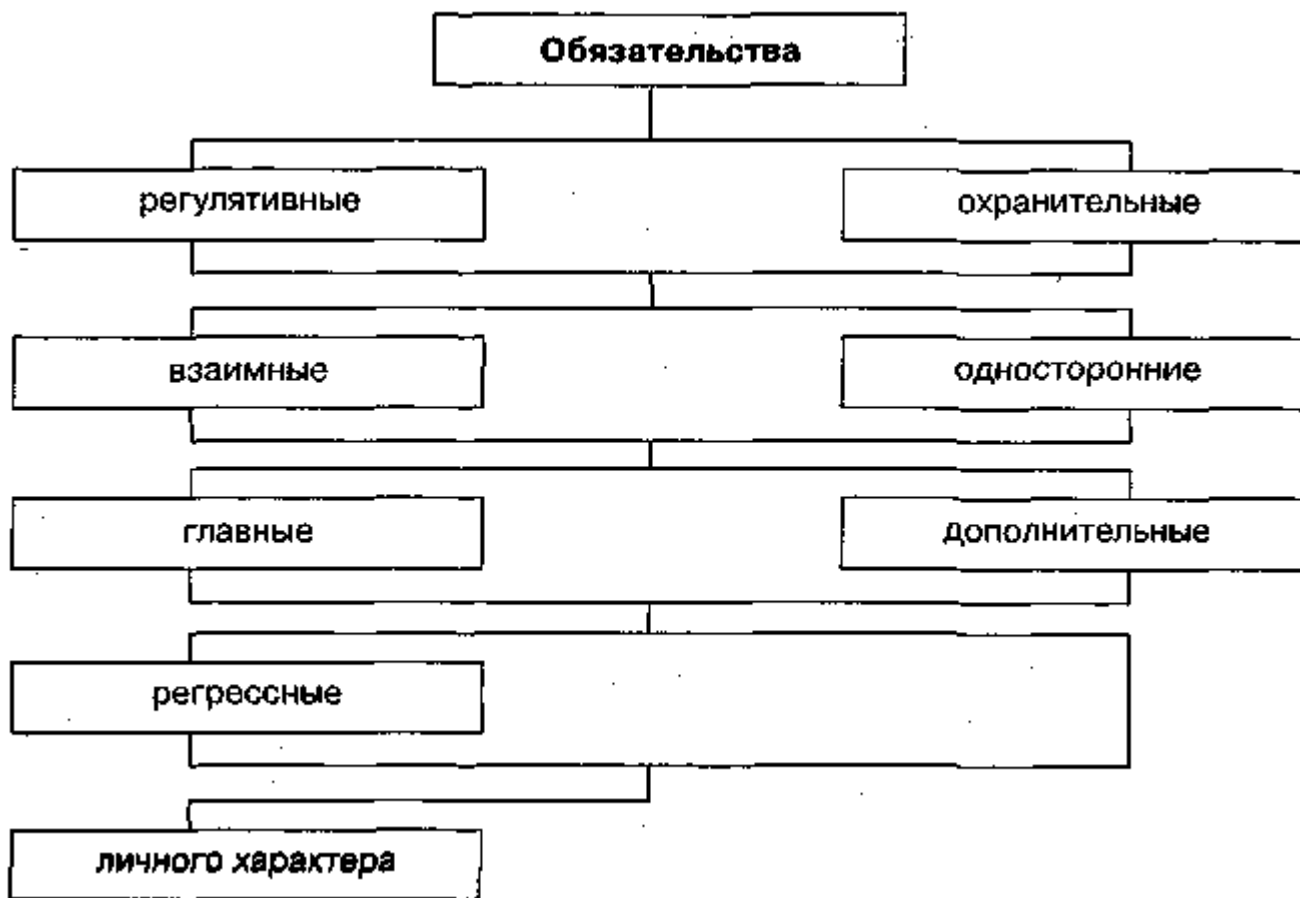 Обязательства
регулятивные
охранительные
взаимные
односторонние
главные
дополнительные
регрессные
личного характера